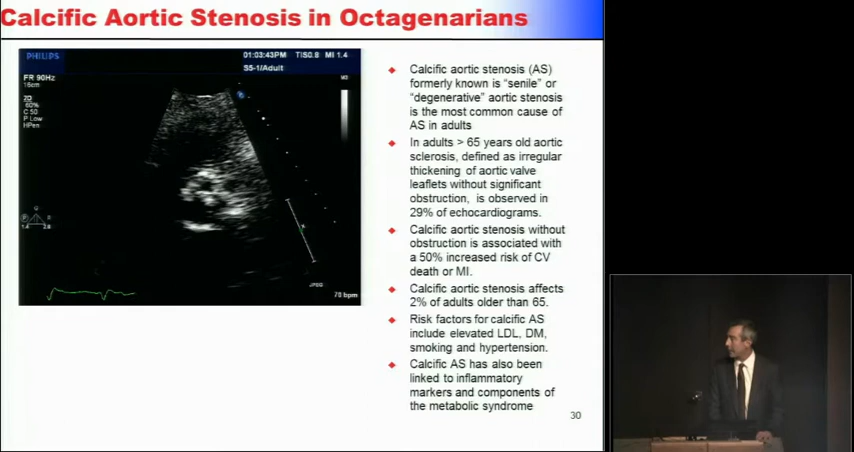 Calcific Aortic Stenosis in Octagenarians
PHILIPS
01:03:43PM TIS0.8 MI 1.4
S5-1/Adult
FR 90Hz
16cm
M3
2D
60%
C 50
P Low
HPen
JPEG
70 bpm
Calcific aortic stenosis (AS)
formerly known is “senile” or
“degenerative” aortic stenosis
is the most common cause of
AS in adults
In adults > 65 years old aortic
sclerosis, defined as irregular
thickening of aortic valve
leaflets without significant
obstruction, is observed in
29% of echocardiograms.
Calcific aortic stenosis without
obstruction is associated with
a 50% increased risk of CV
death or MI.
Calcific aortic stenosis affects
2% of adults older than 65.
Risk factors for calcific AS
include elevated LDL, DM,
smoking and hypertension.
Calcific AS has also been
linked to inflammatory
markers and components of
the metabolic syndrome
30